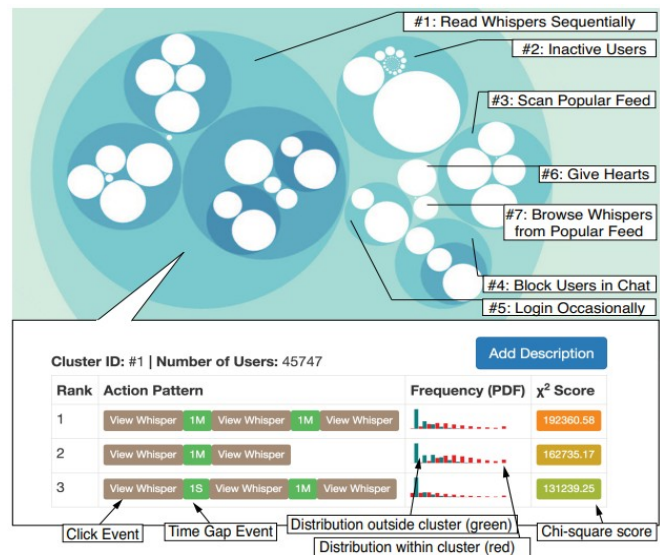 #1: Read Whispers Sequentially
#2: Inactive Users
#3: Scan Popular Feed
#6: Give Hearts
#7: Browse Whispers
from Popular Feed
#4: Block Users in Chat
#5: Login Occasionally
Cluster ID: #1 | Number of Users: 45747
Add Description
Rank Action Pattern Frequency (PDF) χ² Score
1 View Whisper 1M View Whisper 1M View Whisper 192360.58
2 View Whisper 1M View Whisper 162735.17
3 View Whisper 1S View Whisper 1M View Whisper 131239.25
Click Event Time Gap Event Distribution outside cluster (green) Chi-square score
Distribution within cluster (red)